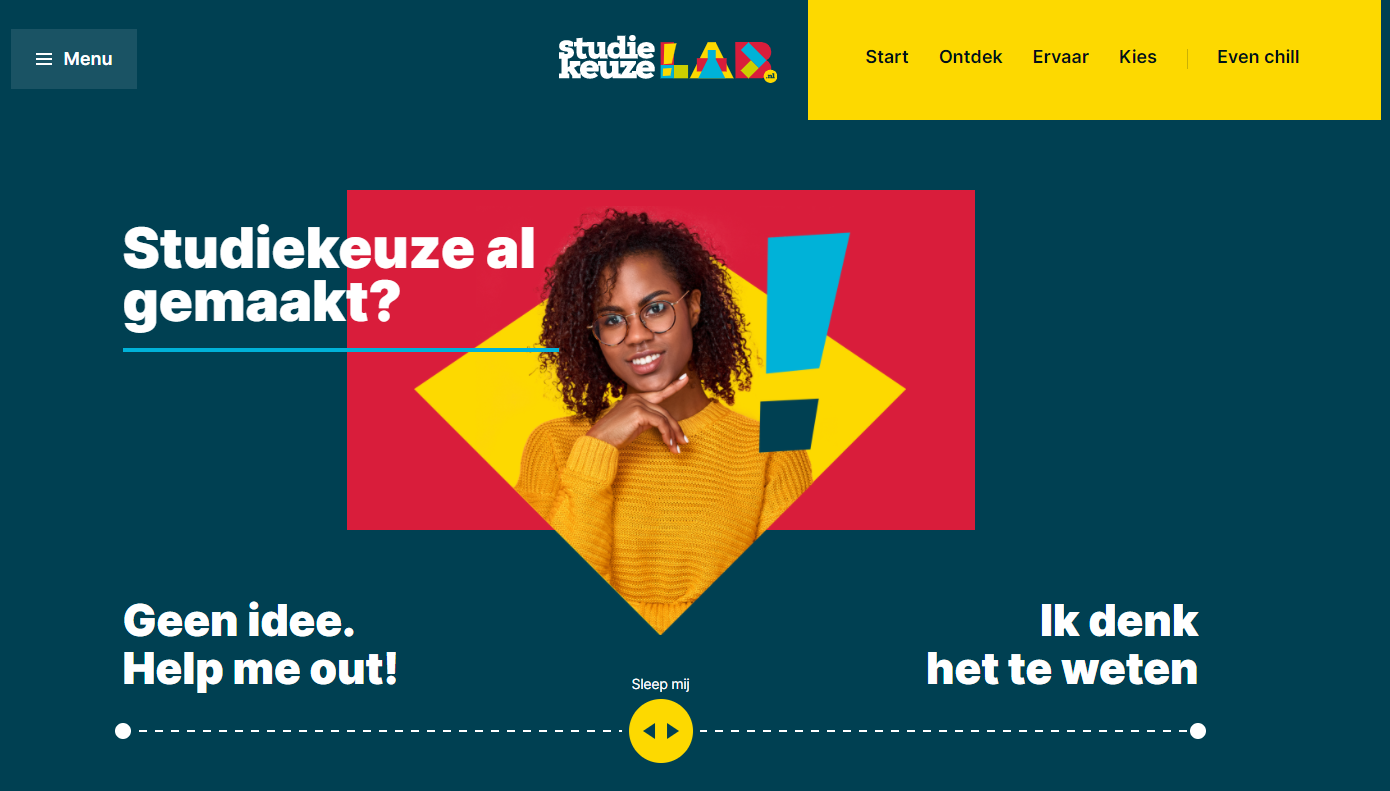 Menu
studie
keuze
LAB
.nl
Start
Ontdek
Ervaar
Kies
Even chill
Studiekeuze al
gemaakt?
!
Geen idee.
Help me out!
Ik denk
het te weten
Sleep mij